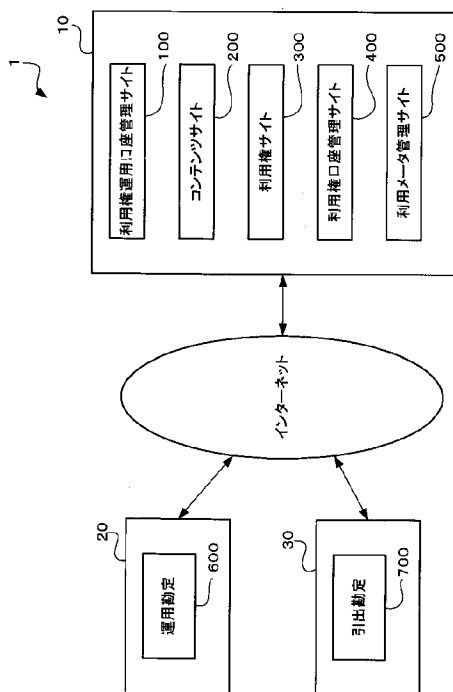 1
10
利用権運用口座管理サイト
100
コンテンツサイト
200
利用権サイト
300
利用権口座管理サイト
400
利用メータ管理サイト
500
インターネット
20
運用勘定
600
30
引出勘定
700